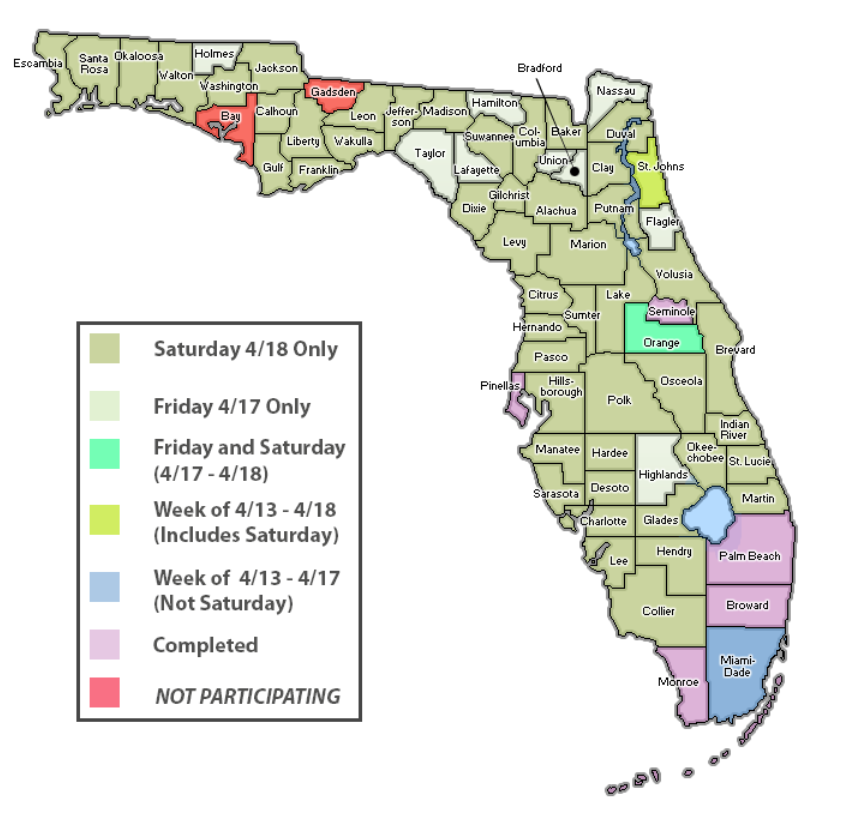 Escambia
Santa
Rosa
Okaloosa
Walton
Holmes
Washington
Jackson
Bay
Calhoun
Gadsden
Liberty
Gulf
Franklin
Leon
Wakulla
Jeffer-
son
Madison
Taylor
Hamilton
Suwannee
Lafayette
Dixie
Col-
umbia
Gilchrist
Baker
Union
Bradford
Nassau
Duval
Clay
St. Johns
Alachua
Putnam
Flagler
Levy
Marion
Volusia
Citrus
Sumter
Lake
Seminole
Hernando
Orange
Brevard
Pasco
Pinellas
Hills-
borough
Polk
Osceola
Indian
River
Manatee
Hardee
Highlands
Okee-
chobee
St. Lucie
Sarasota
Desoto
Martin
Charlotte
Glades
Lee
Hendry
Palm Beach
Collier
Broward
Monroe
Miami-
Dade
Saturday 4/18 Only
Friday 4/17 Only
Friday and Saturday
(4/17 - 4/18)
Week of 4/13 - 4/18
(Includes Saturday)
Week of 4/13 - 4/17
(Not Saturday)
Completed
NOT PARTICIPATING